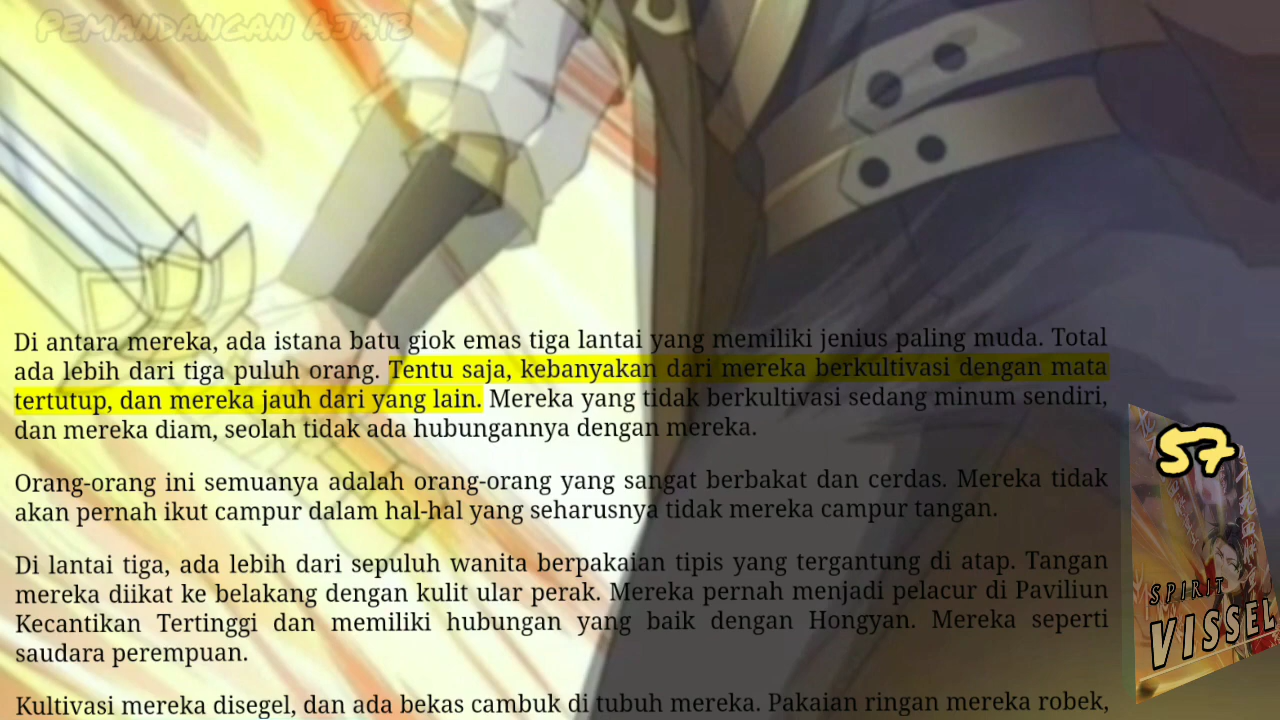 Pemandangan Ajaib
Di antara mereka, ada istana batu giok emas tiga lantai yang memiliki jenius paling muda. Total
ada lebih dari tiga puluh orang. Tentu saja, kebanyakan dari mereka berkultivasi dengan mata
tertutup, dan mereka jauh dari yang lain. Mereka yang tidak berkultivasi sedang minum sendiri,
dan mereka diam, seolah tidak ada hubungannya dengan mereka.
Orang-orang ini semuanya adalah orang-orang yang sangat berbakat dan cerdas. Mereka tidak
akan pernah ikut campur dalam hal-hal yang seharusnya tidak mereka campur tangan.
Di lantai tiga, ada lebih dari sepuluh wanita berpakaian tipis yang tergantung di atap. Tangan
mereka diikat ke belakang dengan kulit ular perak. Mereka pernah menjadi pelacur di Paviliun
Kecantikan Tertinggi dan memiliki hubungan yang baik dengan Hongyan. Mereka seperti
saudara perempuan.
Kultivasi mereka disegel, dan ada bekas cambuk di tubuh mereka. Pakaian ringan mereka robek,
57
SPIRIT
VISSEL